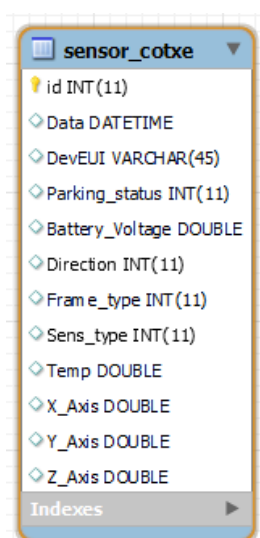 sensor_cotxe
id INT(11)
Data DATETIME
DevEUI VARCHAR(45)
Parking_status INT(11)
Battery_Voltage DOUBLE
Direction INT(11)
Frame_type INT(11)
Sens_type INT(11)
Temp DOUBLE
X_Axis DOUBLE
Y_Axis DOUBLE
Z_Axis DOUBLE
Indexes